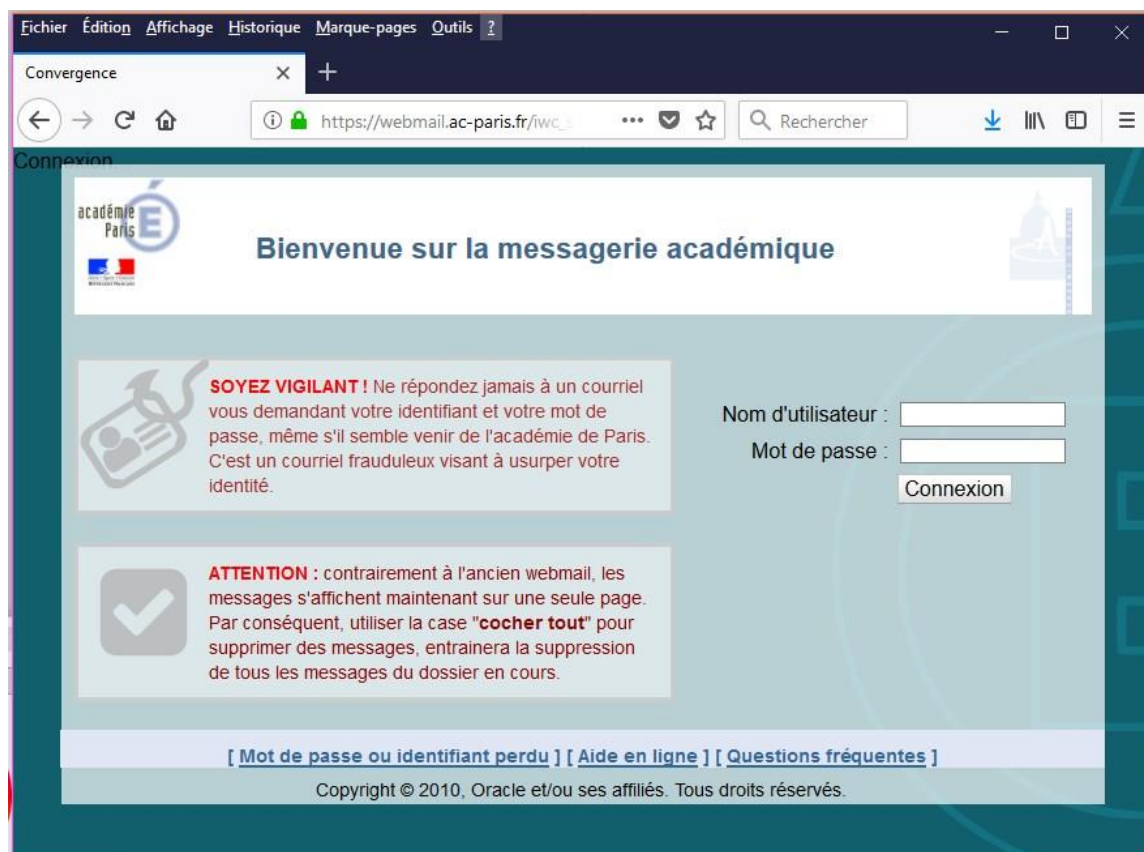 Fichier Édition Affichage Historique Marque-pages Outils ?
Convergence
https://webmail.ac-paris.fr/iwc_
Rechercher
Connexion
académie
Paris
Bienvenue sur la messagerie académique
SOYEZ VIGILANT ! Ne répondez jamais à un courriel
vous demandant votre identifiant et votre mot de
passe, même s'il semble venir de l'académie de Paris.
C'est un courriel frauduleux visant à usurper votre
identité.
Nom d'utilisateur :
Mot de passe :
Connexion
ATTENTION : contrairement à l'ancien webmail, les
messages s'affichent maintenant sur une seule page.
Par conséquent, utiliser la case "cocher tout" pour
supprimer des messages, entrainera la suppression
de tous les messages du dossier en cours.
[ Mot de passe ou identifiant perdu ] [ Aide en ligne ] [ Questions fréquentes ]
Copyright © 2010, Oracle et/ou ses affiliés. Tous droits réservés.